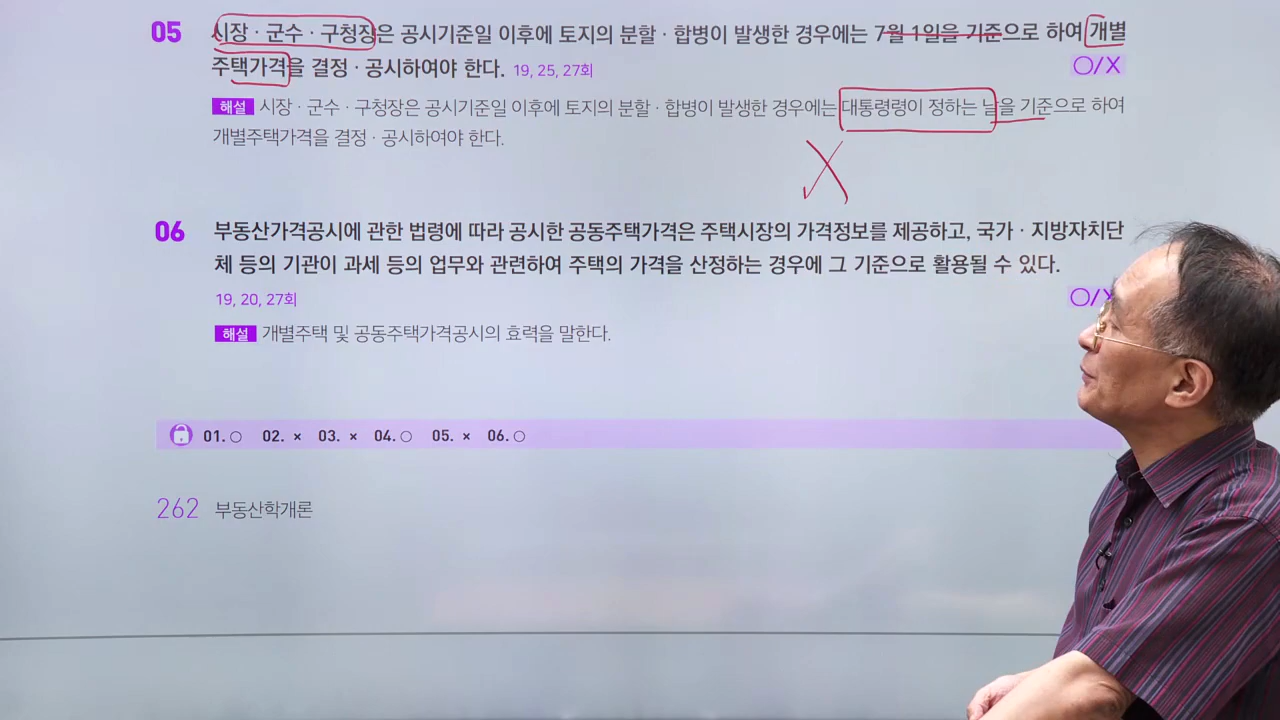 05 시장 · 군수 · 구청장은 공시기준일 이후에 토지의 분할 · 합병이 발생한 경우에는 7월 1일을 기준으로 하여 개별
주택가격을 결정 · 공시하여야 한다. 19, 25, 27회 O/X
해설 시장 · 군수 · 구청장은 공시기준일 이후에 토지의 분할 · 합병이 발생한 경우에는 대통령령이 정하는 날을 기준으로 하여
개별주택가격을 결정 · 공시하여야 한다.
06 부동산가격공시에 관한 법령에 따라 공시한 공동주택가격은 주택시장의 가격정보를 제공하고, 국가 · 지방자치단
체 등의 기관이 과세 등의 업무와 관련하여 주택의 가격을 산정하는 경우에 그 기준으로 활용될 수 있다.
19, 20, 27회 O/X
해설 개별주택 및 공동주택가격공시의 효력을 말한다.
01. ○ 02. × 03. × 04. ○ 05. × 06. ○
262 부동산학개론